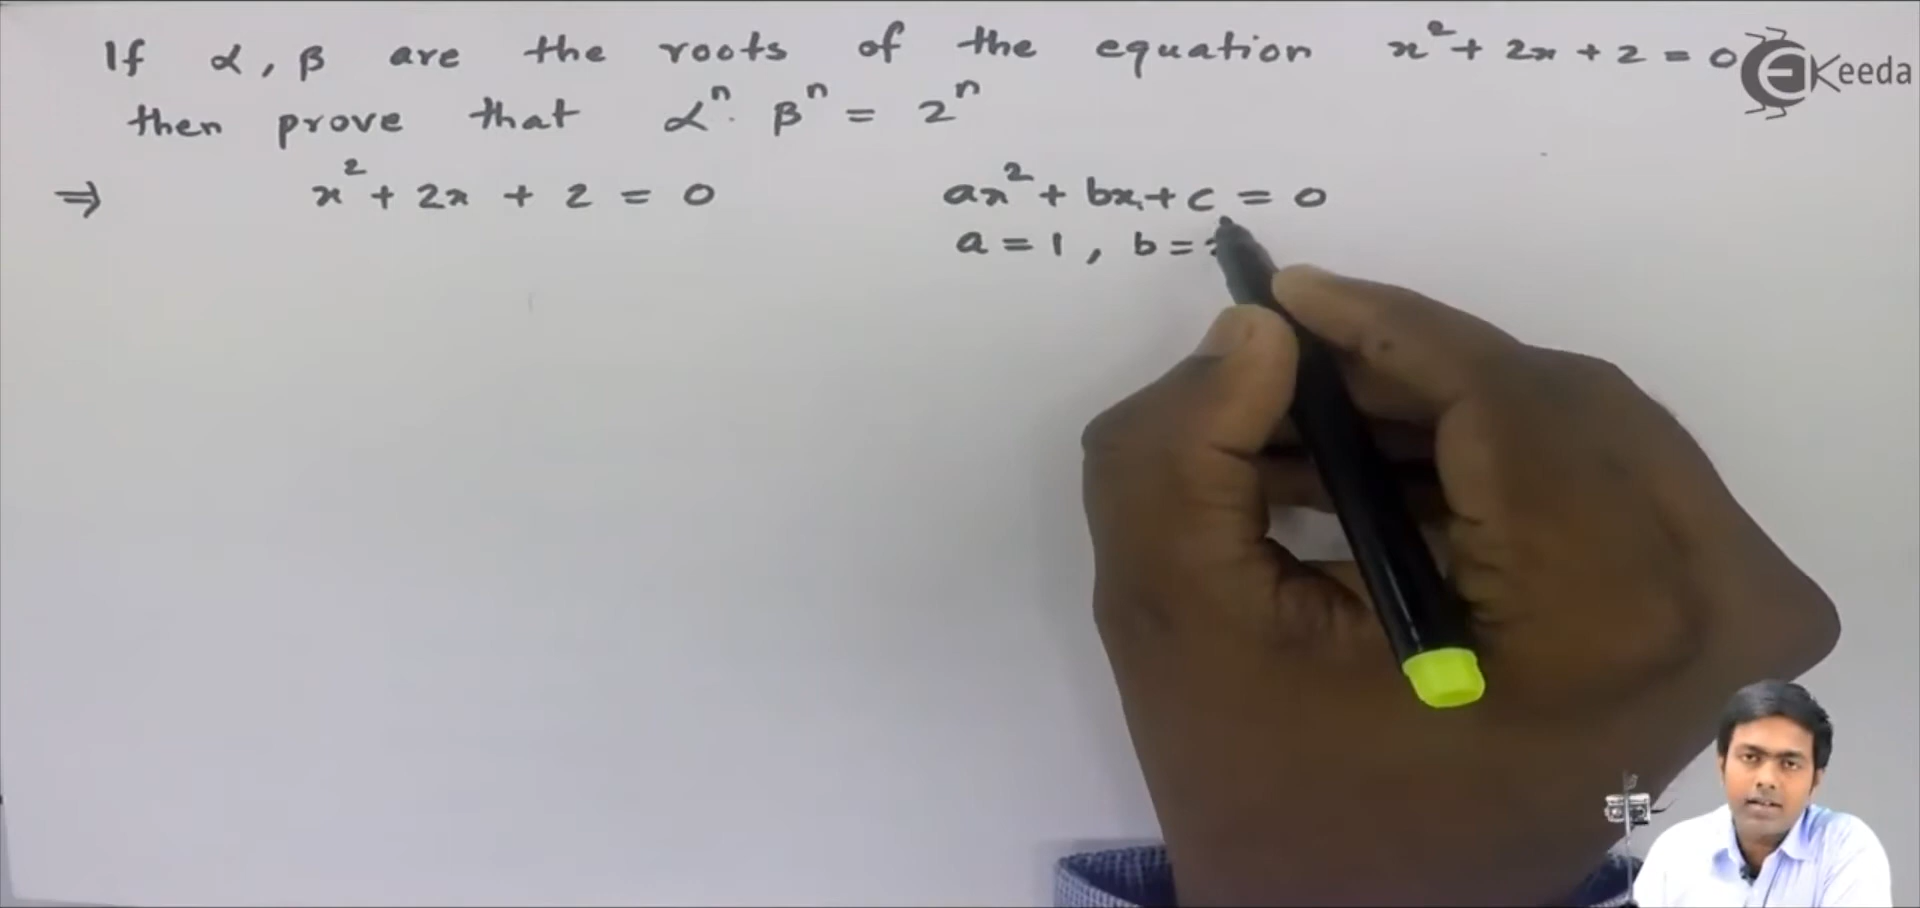 If α, β are the roots of the equation x² + 2x + 2 = 0
then prove that αⁿ · βⁿ = 2ⁿ
⇒ x² + 2x + 2 = 0
ax² + bx + c = 0
a = 1 , b =
Keeda